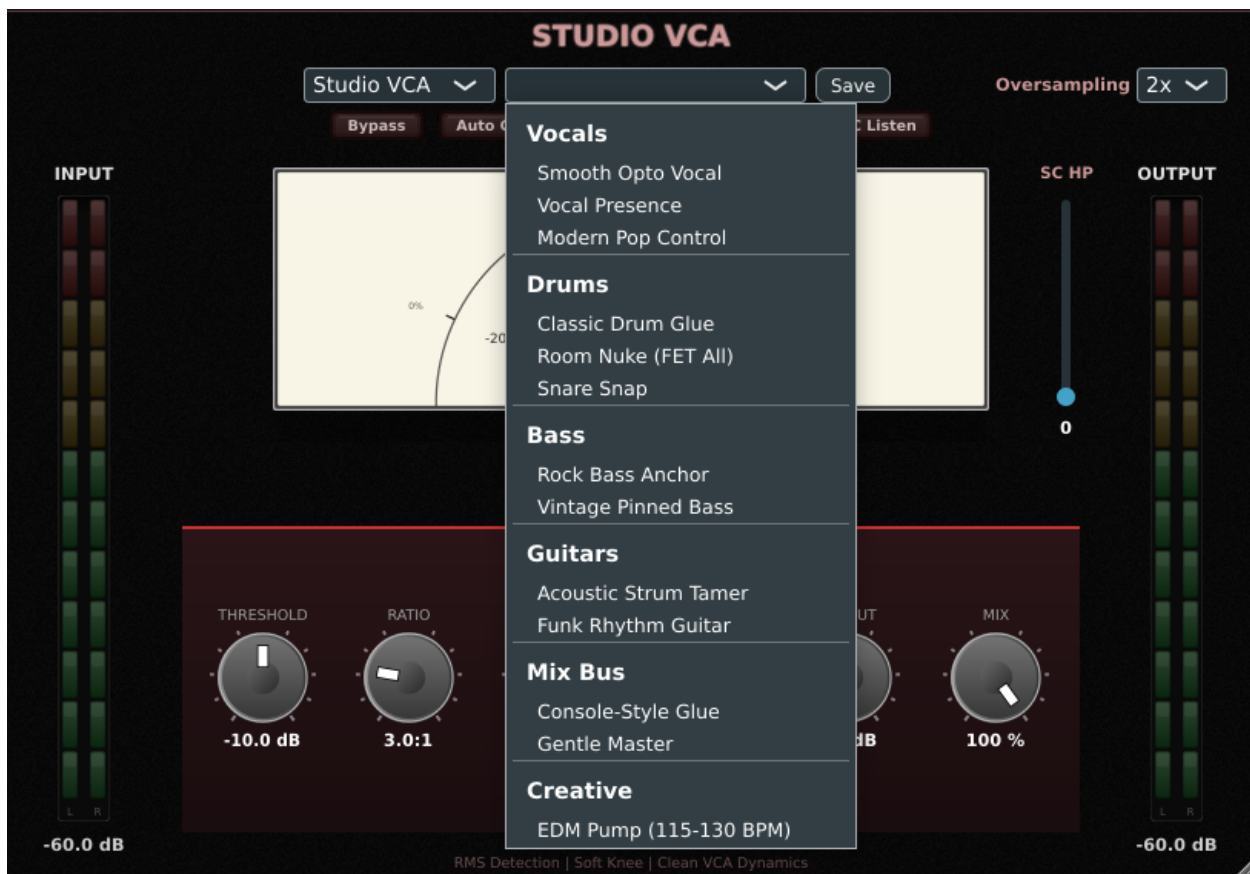 STUDIO VCA
Studio VCA
Save
Oversampling 2x
Bypass
Auto
Listen
INPUT
SC HP
OUTPUT
Vocals
Smooth Opto Vocal
Vocal Presence
Modern Pop Control
Drums
Classic Drum Glue
Room Nuke (FET All)
Snare Snap
Bass
Rock Bass Anchor
Vintage Pinned Bass
Guitars
Acoustic Strum Tamer
Funk Rhythm Guitar
Mix Bus
Console-Style Glue
Gentle Master
Creative
EDM Pump (115-130 BPM)
0%
-20
0
THRESHOLD
RATIO
UT
MIX
-10.0 dB
3.0:1
dB
100 %
L R
L R
-60.0 dB
-60.0 dB
RMS Detection | Soft Knee | Clean VCA Dynamics